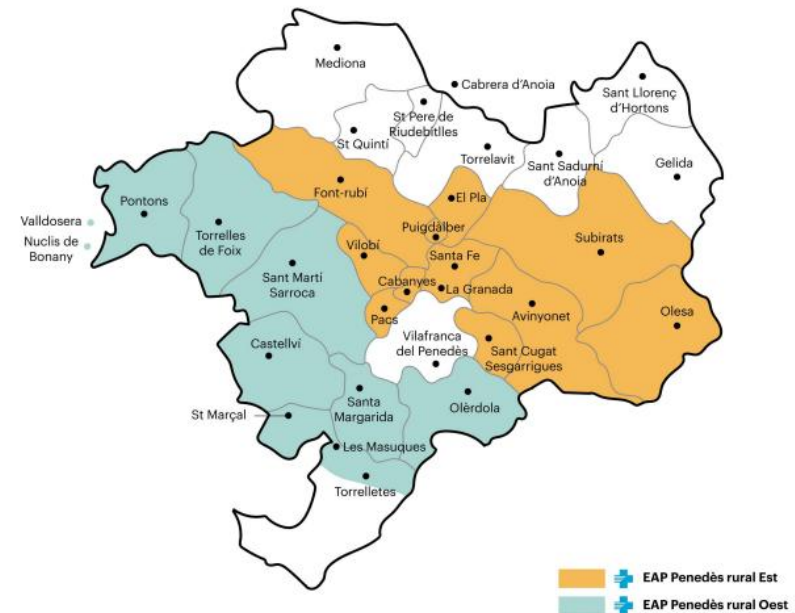 Mediona
Cabrera d'Anoia
Sant Llorenç
d'Hortons
St Pere de
Riudebitlles
St Quintí
Torrelavit
Sant Sadurní
d'Anoia
Gelida
Font-rubí
El Pla
Pontons
Valldosera
Nuclis de
Bonany
Torrelles
de Foix
Puigdàlber
Subirats
Vilobí
Santa Fe
Sant Martí
Sarroca
Cabanyes
La Granada
Avinyonet
Olesa
Pacs
Vilafranca
del Penedès
Sant Cugat
Sesgarrigues
Castellví
Santa
Margarida
Olèrdola
St Marçal
Les Masuques
Torrelletes
EAP Penedès rural Est
EAP Penedès rural Oest